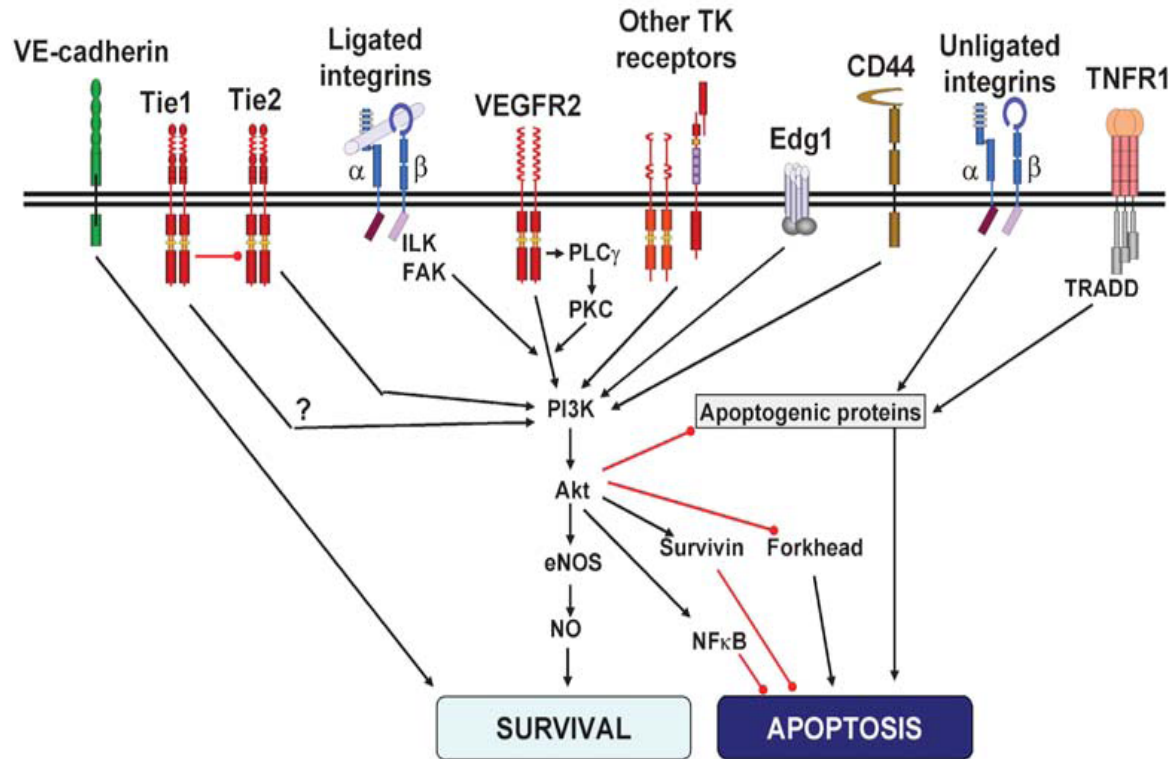 VE-cadherin
Tie1
Tie2
Ligated
integrins
α
β
ILK
FAK
VEGFR2
PLCγ
PKC
Other TK
receptors
Edg1
CD44
Unligated
integrins
α
β
TNFR1
TRADD
?
PI3K
Apoptogenic proteins
Akt
Survivin
Forkhead
eNOS
NO
NFκB
SURVIVAL
APOPTOSIS